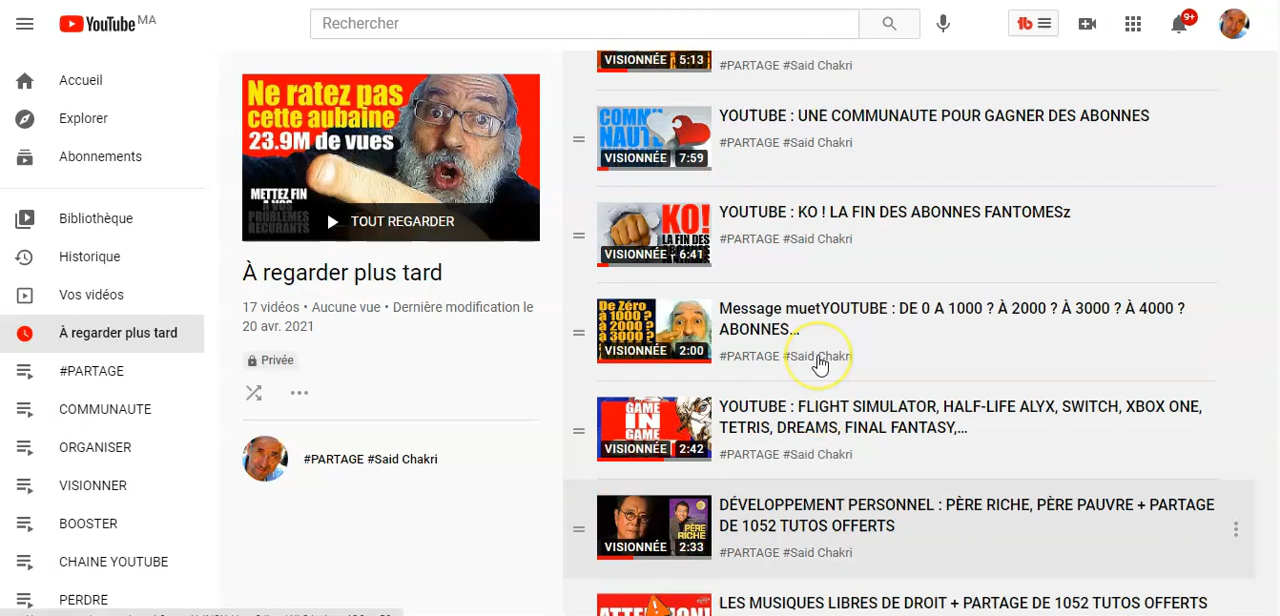 YouTube MA
Rechercher
9+
Accueil
Explorer
Abonnements
Bibliothèque
Historique
Vos vidéos
À regarder plus tard
#PARTAGE
COMMUNAUTE
ORGANISER
VISIONNER
BOOSTER
CHAINE YOUTUBE
PERDRE
Ne ratez pas
cette aubaine
23.9M de vues
METTEZ FIN
A VOS
PROBLÈMES
RECURANTS
TOUT REGARDER
À regarder plus tard
17 vidéos • Aucune vue • Dernière modification le
20 avr. 2021
Privée
#PARTAGE #Said Chakri
VISIONNÉE 5:13
#PARTAGE #Said Chakri
COMMU
NAUTE
VISIONNÉE 7:59
YOUTUBE : UNE COMMUNAUTE POUR GAGNER DES ABONNES
#PARTAGE #Said Chakri
KO!
LA FIN DES
VISIONNÉE 6:41
YOUTUBE : KO ! LA FIN DES ABONNES FANTOMESz
#PARTAGE #Said Chakri
De Zéro
à 1000 ?
à 2000 ?
à 3000 ?
VISIONNÉE 2:00
Message muetYOUTUBE : DE 0 A 1000 ? À 2000 ? À 3000 ? À 4000 ?
ABONNES…
#PARTAGE #Said Chakri
GAME
IN
GAME
VISIONNÉE 2:42
YOUTUBE : FLIGHT SIMULATOR, HALF-LIFE ALYX, SWITCH, XBOX ONE,
TETRIS, DREAMS, FINAL FANTASY,…
#PARTAGE #Said Chakri
PÈRE
RICHE
VISIONNÉE 2:33
DÉVELOPPEMENT PERSONNEL : PÈRE RICHE, PÈRE PAUVRE + PARTAGE
DE 1052 TUTOS OFFERTS
#PARTAGE #Said Chakri
ATTENTION!
LES MUSIQUES LIBRES DE DROIT + PARTAGE DE 1052 TUTOS OFFERTS